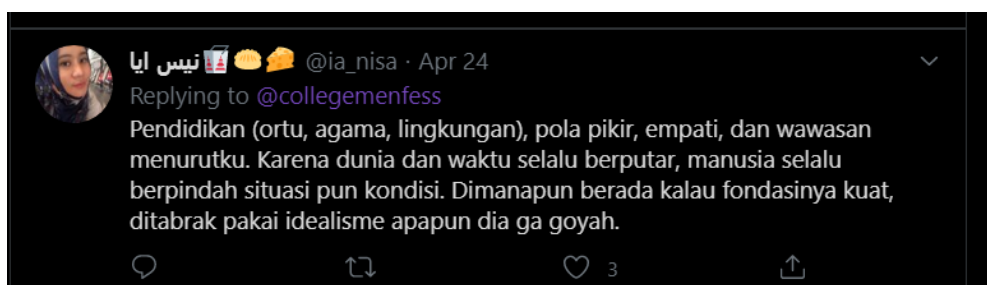 نيس ايا🧃🫓🧀 @ia_nisa · Apr 24
Replying to @collegemenfess
Pendidikan (ortu, agama, lingkungan), pola pikir, empati, dan wawasan
menurutku. Karena dunia dan waktu selalu berputar, manusia selalu
berpindah situasi pun kondisi. Dimanapun berada kalau fondasinya kuat,
ditabrak pakai idealisme apapun dia ga goyah.
3